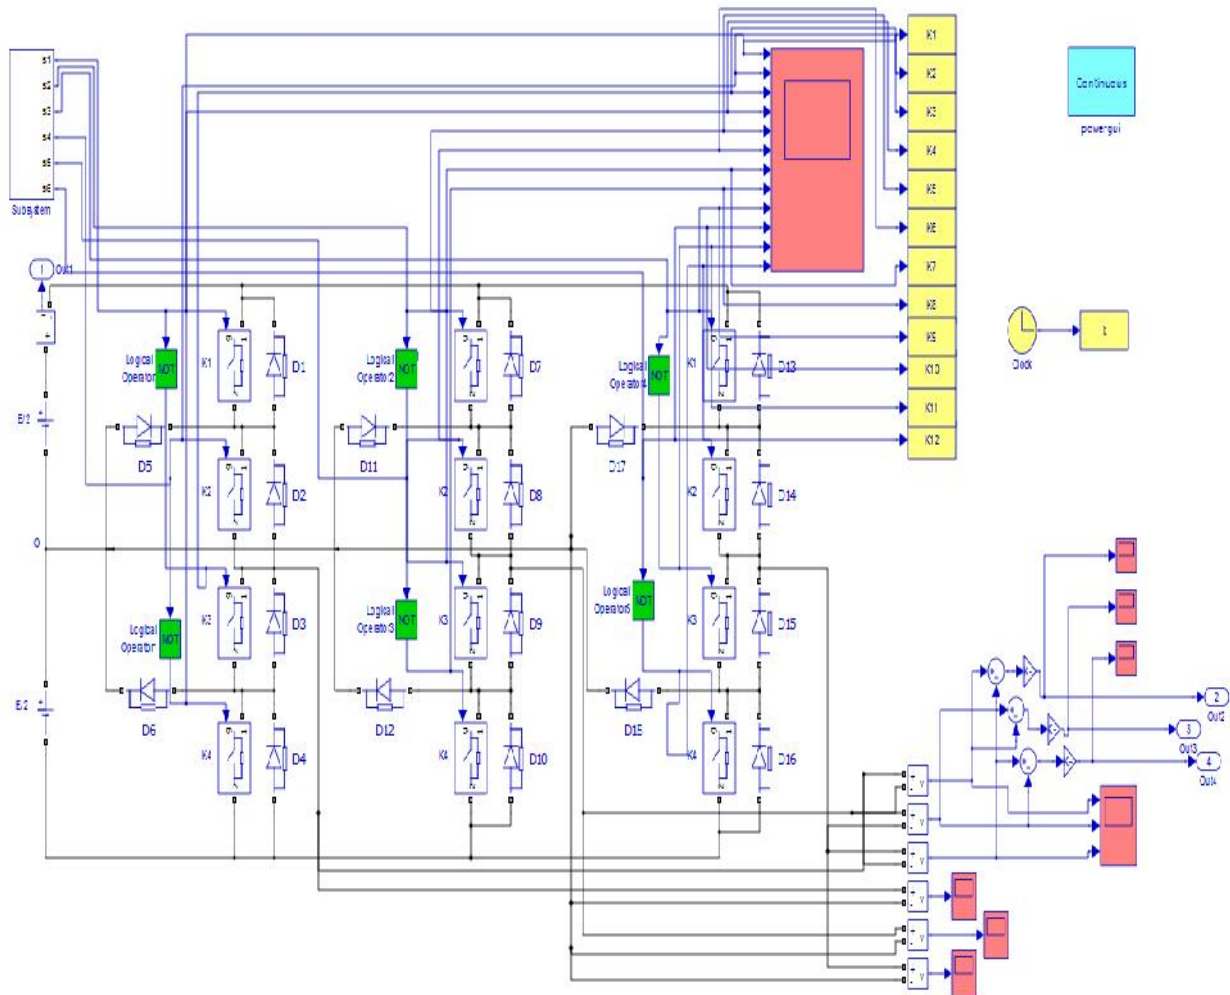 s1
s2
s3
s4
s5
s6
Subsystem
1
Out1
E/2
O
E/2
K1
K2
K3
K4
K5
K6
K7
K8
K9
K10
K11
K12
Continuous
powergui
Clock
t
Logical
Operator
NOT
K1
D1
D5
K2
D2
K3
D3
Logical
Operator
NOT
D6
K4
D4
Logical
Operator2
NOT
D7
D11
K2
D8
Logical
Operator3
NOT
K3
D9
D12
K4
D10
Logical
Operator4
NOT
K1
D13
D17
K2
D14
Logical
Operator5
NOT
K3
D15
D15
K4
D16
2
Out2
3
Out3
4
Out4